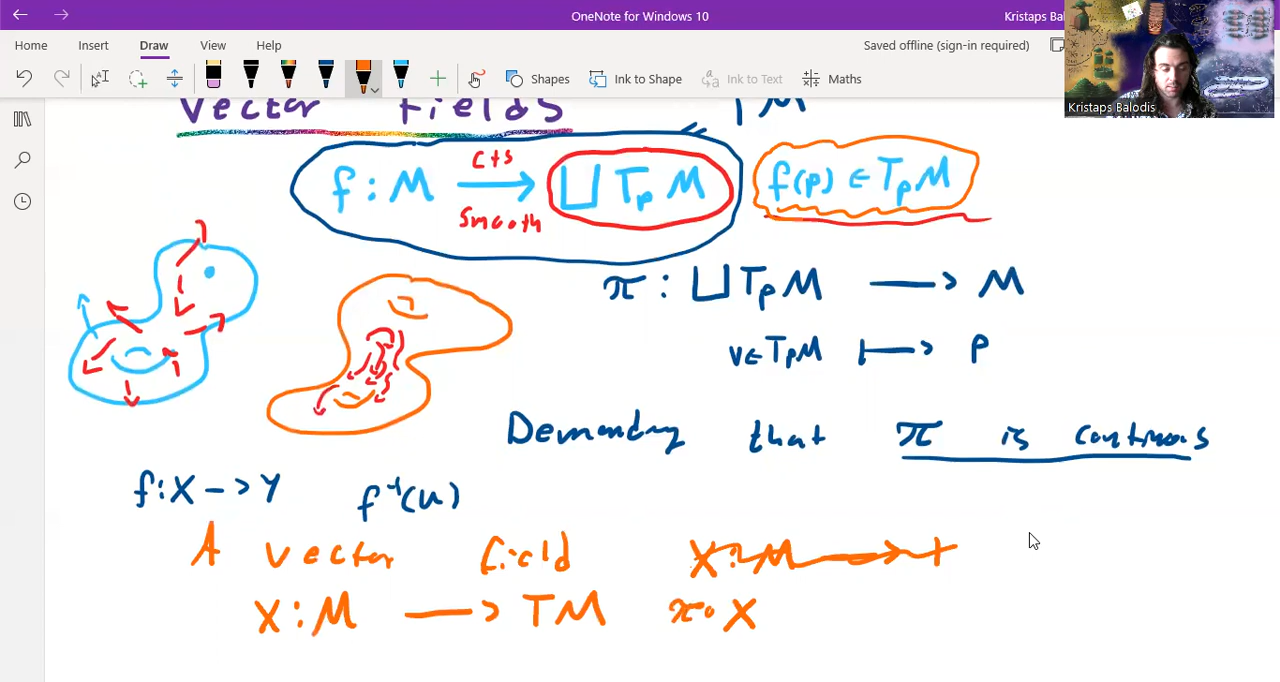 OneNote for Windows 10
Kristaps Bal
Home Insert Draw View Help
Saved offline (sign-in required)
Shapes Ink to Shape Ink to Text Maths
Kristaps Balodis
Vector Fields TM
f : M cts smooth ⟶ ⊔ TpM f(p) ∈ TpM
π : ⊔ TpM ⟶ M
v ∈ TpM ⟼ p
Demanding that π is continuous
f: X -> Y f⁻¹(u)
A vector field X: M ⟶ T
X : M ⟶ TM π∘X